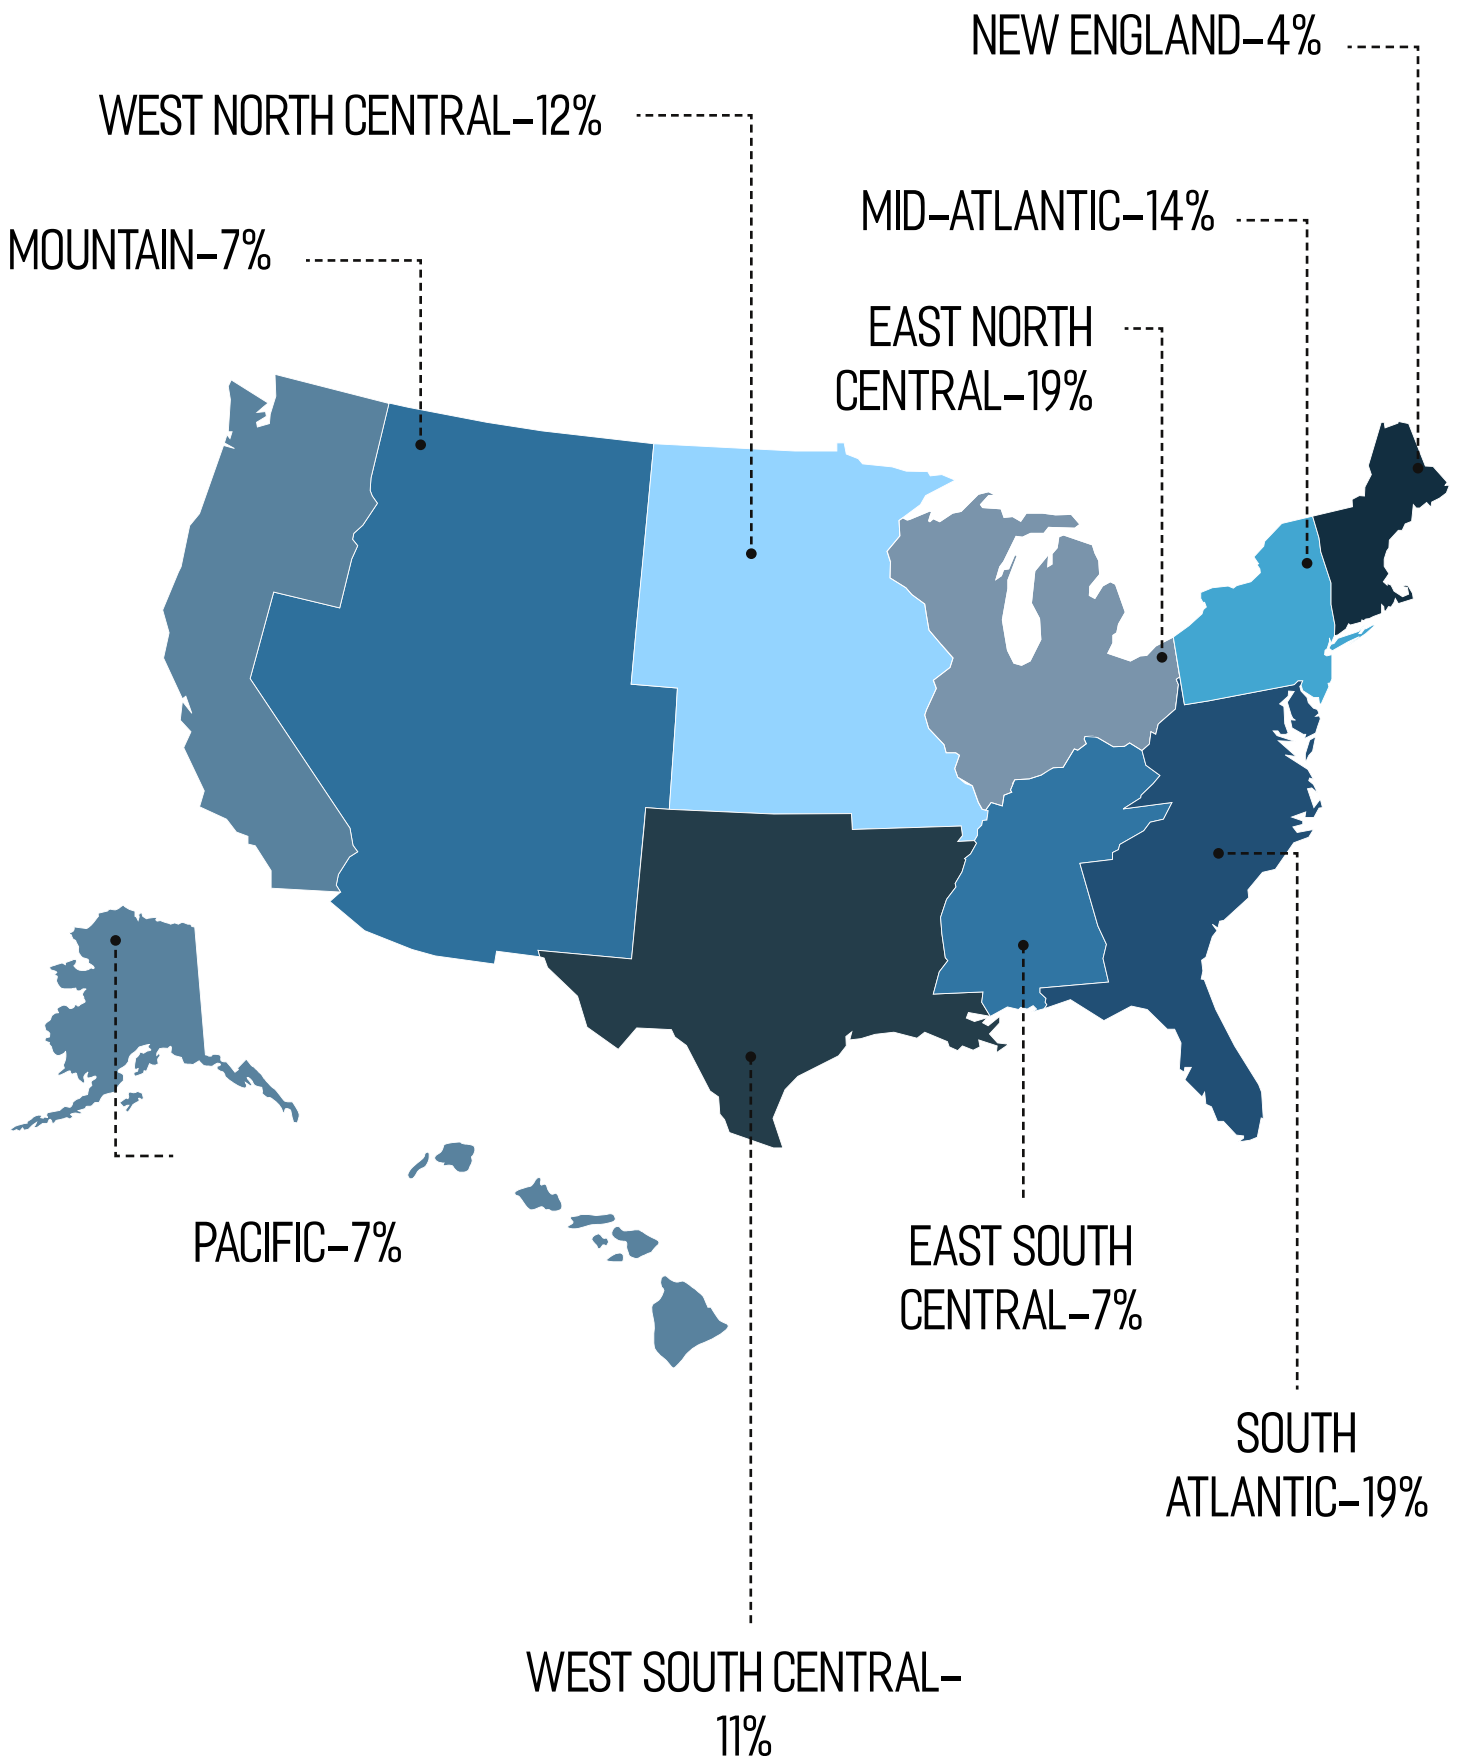 NEW ENGLAND–4%
WEST NORTH CENTRAL–12%
MID–ATLANTIC–14%
MOUNTAIN–7%
EAST NORTH
CENTRAL–19%
PACIFIC–7%
EAST SOUTH
CENTRAL–7%
SOUTH
ATLANTIC–19%
WEST SOUTH CENTRAL–
11%